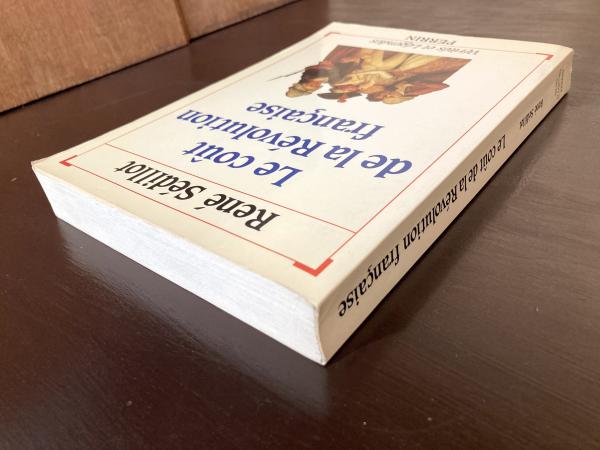 René Sédillot
Le coût
de la Révolution
française
Vérités et Légendes
PERRIN
René Sédillot
Le coût de la Révolution française